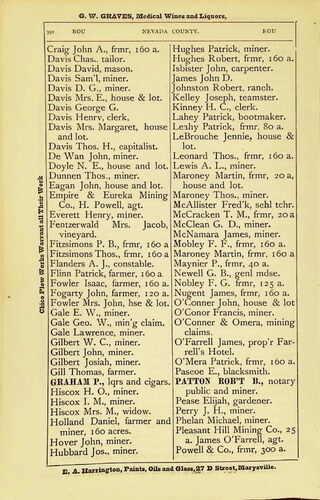 G. W. GRAVES, Medical Wines and Liquors,
390 ROU NEVADA COUNTY. ROU
Craig John A., frmr, 160 a.
Davis Chas., tailor.
Davis David, mason.
Davis Sam'l, miner.
Davis D. G., miner.
Davis Mrs. E., house & lot.
Davis George G.
Davis Henry, clerk,
Davis Mrs. Margaret, house
and lot.
Davis Thos. H., capitalist.
De Wan John, miner.
Doyle N. E., house and lot.
Dunnen Thos., miner.
Eagan John, house and lot.
Empire & Eureka Mining
Co., H. Powell, agt.
Everett Henry, miner.
Fentzerwald Mrs. Jacob,
vineyard.
Fitzsimons P. B., frmr, 160 a
Fitzsimons Thos., frmr, 160 a
Flanders A. J., constable.
Flinn Patrick, farmer, 160 a
Fowler Isaac, farmer, 160 a.
Fogarty John, farmer, 120 a.
Fowler Mrs. John, hse & lot.
Gale E. W., miner.
Gale Geo. W., min'g claim.
Gale Lawrence, miner.
Gilbert W. C., miner.
Gilbert John, miner.
Gilbert Josiah, miner.
Gill Thomas, farmer.
GRAHAM P., lqrs and cigars.
Hiscox H. O., miner.
Hiscox I. M., miner.
Hiscox Mrs. M., widow.
Holland Daniel, farmer and
miner, 160 acres.
Hover John, miner.
Hubbard Jos., miner.
Hughes Patrick, miner.
Hughes Robert, frmr, 160 a.
Isbister John, carpenter.
James John D.
Johnston Robert, ranch.
Kelley Joseph, teamster.
Kinney H. C., clerk.
Lahey Patrick, bootmaker.
Leahy Patrick, frmr, 80 a.
LeBrouche Jennie, house &
lot.
Leonard Thos., frmr, 160 a.
Lewis A. L., miner.
Maroney Martin, frmr, 20 a,
house and lot.
Maroney Thos., miner.
McAllister Fred'k, schl tchr.
McCracken T. M., frmr, 20 a
McClean G. D., miner.
McNamara James, miner.
Mobley F. F., frmr, 160 a.
Maroney Martin, frmr, 160 a
Maynier P., frmr, 40 a.
Newell G. B., genl mdse.
Nobley F. G. frmr, 125 a.
Nugent James, frmr, 160 a.
O'Conner John, house & lot
O'Conor Francis, miner.
O'Conner & Omera, mining
claims.
O'Farrell James, prop'r Far-
rell's Hotel.
O'Mera Patrick, frmr, 160 a.
Pascoe E., blacksmith.
PATTON ROB'T B., notary
public and miner.
Pease Elijah, gardener.
Perry J. H., miner.
Phelan Michael, miner.
Pleasant Hill Mining Co., 25
a. James O'Farrell, agt.
Powell & Co., frmr, 300 a.
Chico Plow Works Warrant all Their Work
E. A. Harrington, Paints, Oils and Glass, 27 D Street, Marysville.